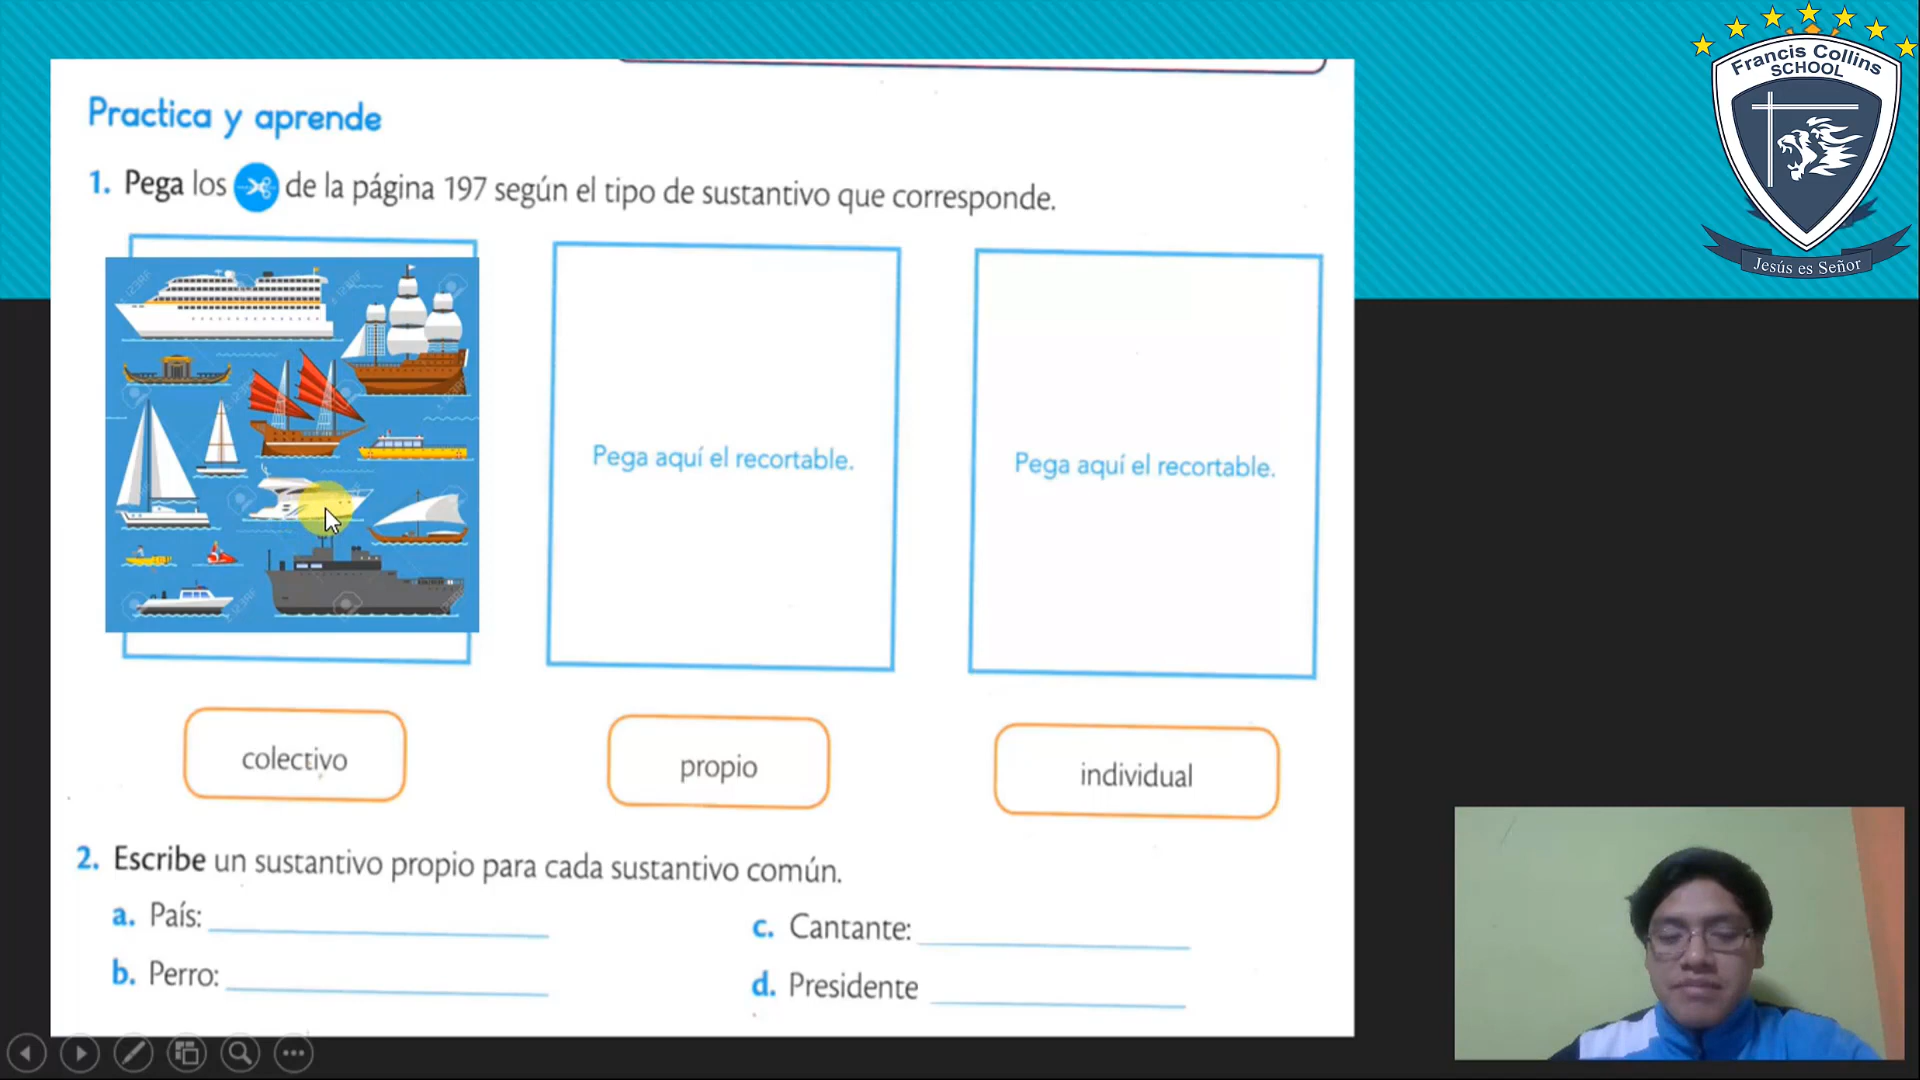 Francis Collins
SCHOOL
Jesús es Señor
Practica y aprende
1. Pega los de la página 197 según el tipo de sustantivo que corresponde.
Pega aquí el recortable.
Pega aquí el recortable.
colectivo
propio
individual
2. Escribe un sustantivo propio para cada sustantivo común.
a. País:
c. Cantante:
b. Perro:
d. Presidente